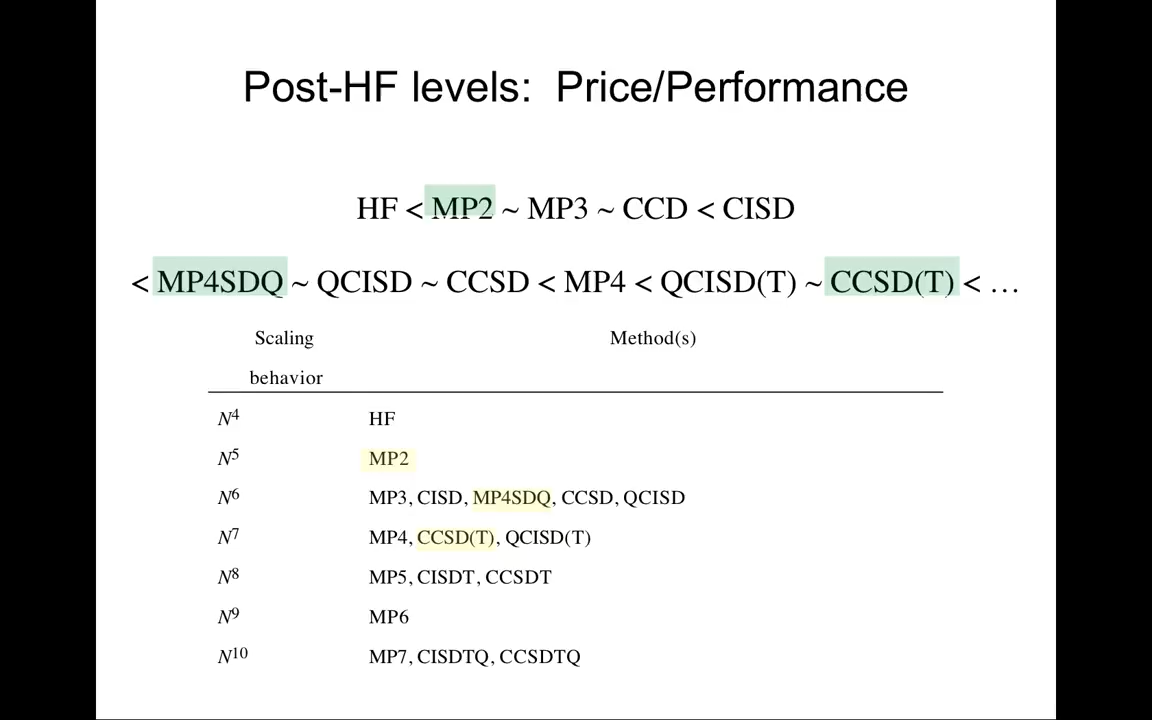 Post-HF levels:  Price/Performance
HF < MP2 ~ MP3 ~ CCD < CISD
< MP4SDQ ~ QCISD ~ CCSD < MP4 < QCISD(T) ~ CCSD(T) < …
Scaling behavior Method(s)
N⁴ HF
N⁵ MP2
N⁶ MP3, CISD, MP4SDQ, CCSD, QCISD
N⁷ MP4, CCSD(T), QCISD(T)
N⁸ MP5, CISDT, CCSDT
N⁹ MP6
N¹⁰ MP7, CISDTQ, CCSDTQ